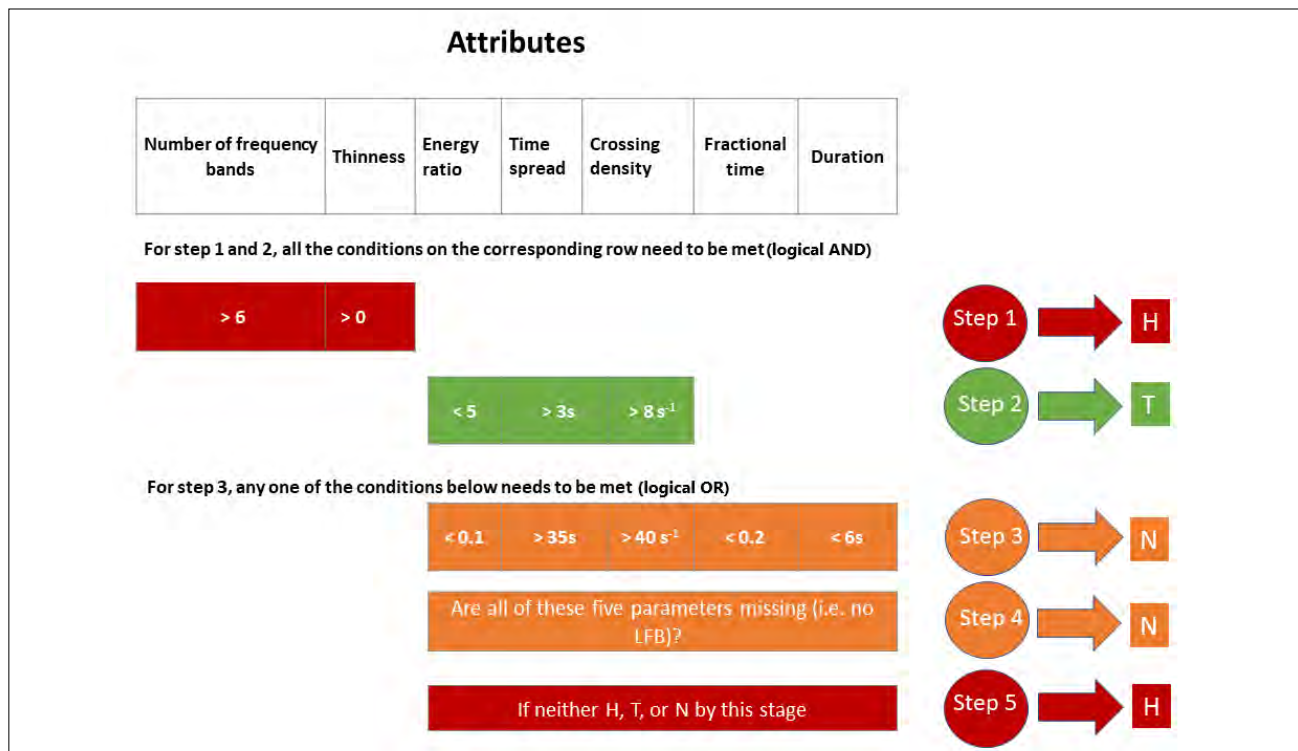 Attributes
Number of frequency bands
Thinness
Energy ratio
Time spread
Crossing density
Fractional time
Duration
For step 1 and 2, all the conditions on the corresponding row need to be met (logical AND)
> 6
> 0
Step 1
H
< 5
> 3s
> 8 s⁻¹
Step 2
T
For step 3, any one of the conditions below needs to be met (logical OR)
< 0.1
> 35s
> 40 s⁻¹
< 0.2
< 6s
Step 3
N
Are all of these five parameters missing (i.e. no
LFB)?
Step 4
N
If neither H, T, or N by this stage
Step 5
H